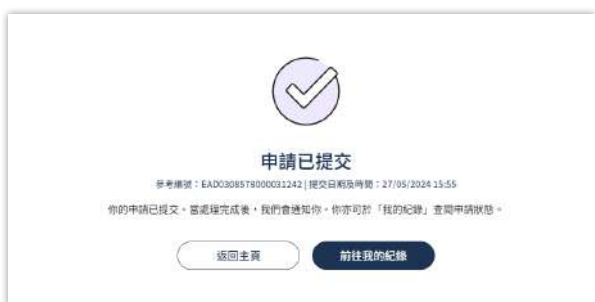 申請已提交
參考編號：EAD0308578000031242 | 提交日期及時間：27/05/2024 15:55
你的申請已提交。當處理完成後，我們會通知你。你亦可於「我的紀錄」查閱申請狀態。
返回主頁
前往我的紀錄